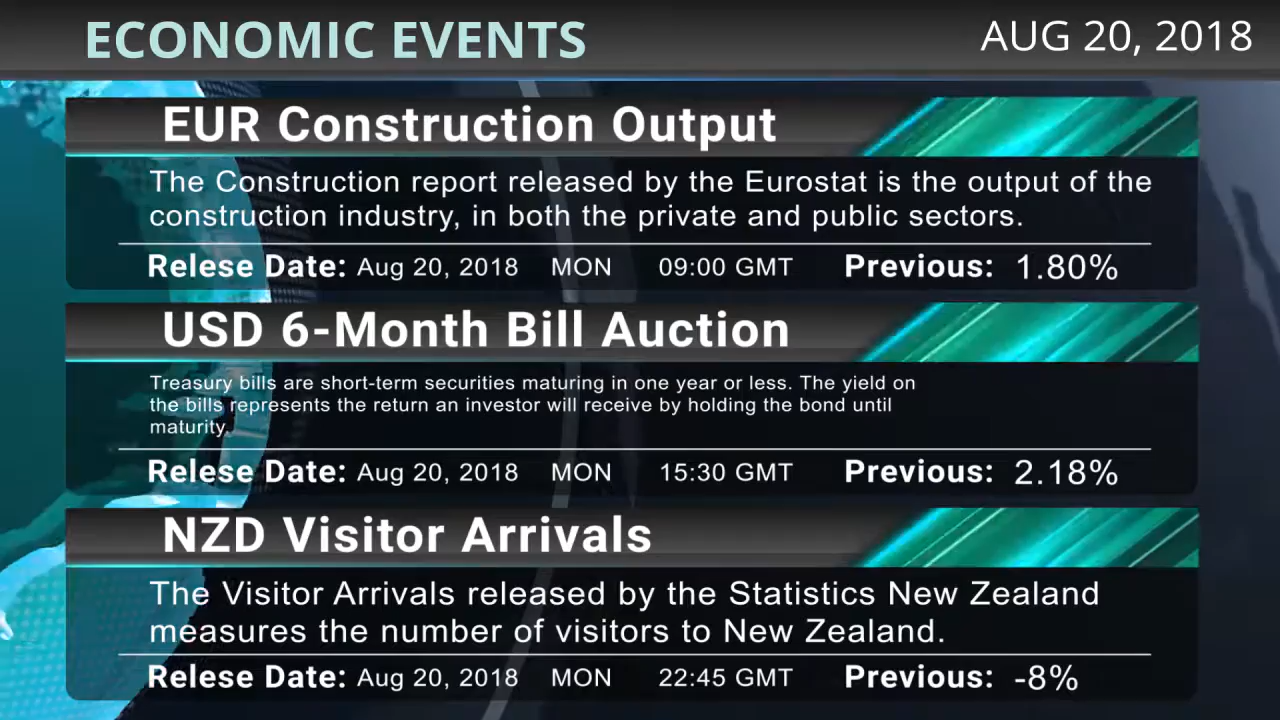 ECONOMIC EVENTS
AUG 20, 2018
EUR Construction Output
The Construction report released by the Eurostat is the output of the
construction industry, in both the private and public sectors.
Relese Date: Aug 20, 2018 MON 09:00 GMT Previous: 1.80%
USD 6-Month Bill Auction
Treasury bills are short-term securities maturing in one year or less. The yield on
the bills represents the return an investor will receive by holding the bond until
maturity.
Relese Date: Aug 20, 2018 MON 15:30 GMT Previous: 2.18%
NZD Visitor Arrivals
The Visitor Arrivals released by the Statistics New Zealand
measures the number of visitors to New Zealand.
Relese Date: Aug 20, 2018 MON 22:45 GMT Previous: -8%